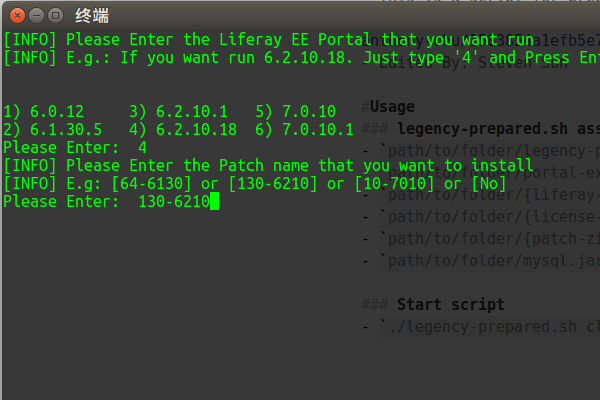 终端
[INFO] Please Enter the Liferay EE Portal that you want run
[INFO] E.g.: If you want run 6.2.10.18. Just type '4' and Press Ent
1) 6.0.12 3) 6.2.10.1 5) 7.0.10
2) 6.1.30.5 4) 6.2.10.18 6) 7.0.10.1
Please Enter: 4
[INFO] Please Enter the Patch name that you want to install
[INFO] E.g: [64-6130] or [130-6210] or [10-7010] or [No]
Please Enter: 130-6210
Edited By: Steven Sun
#Usage
### legency-prepared.sh ass
- `path/to/folder/legency-p
- `path/to/folder/portal-ex
- `path/to/folder/{liferay-
- `path/to/folder/{license-
- `path/to/folder/{patch-zi
- `path/to/folder/mysql.jar
### Start script
- `./legency-prepared.sh cl